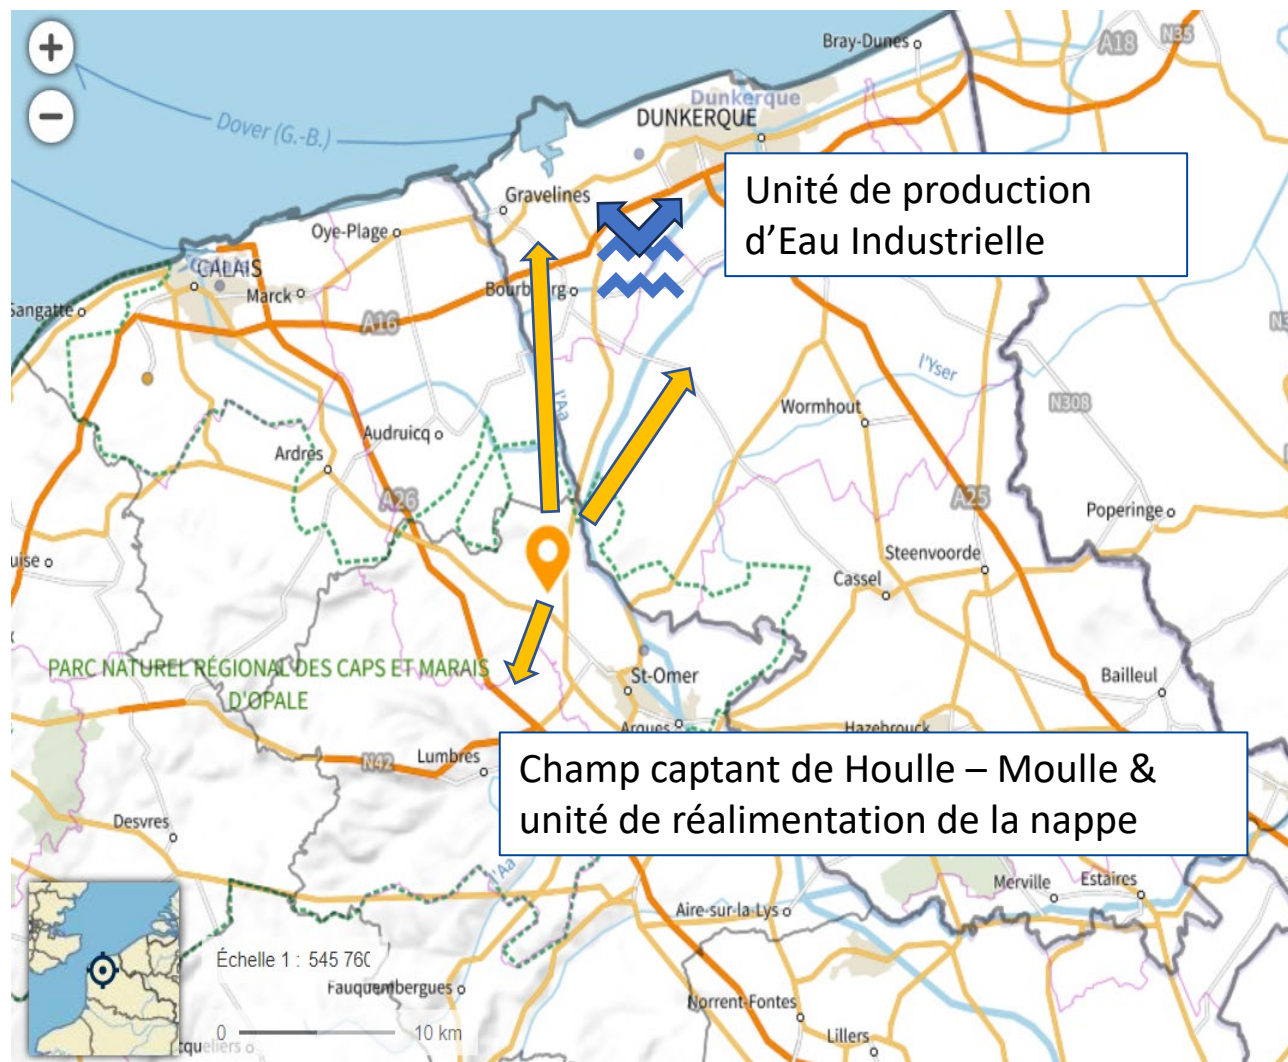 +
−
Bray-Dunes
A18
N35
Dover (G.-B.)
Dunkerque
DUNKERQUE
Unité de production
d’Eau Industrielle
Gravelines
Oye-Plage
CALAIS
Marck
Sangatte
A16
l'Aa
l'Yser
N308
Wormhout
Audruicq
Ardres
A26
A25
Poperinge
Steenvoorde
Cassel
PARC NATUREL RÉGIONAL DES CAPS ET MARAIS
D'OPALE
St-Omer
Bailleul
Arques
Hazebrouck
N42
Lumbres
Champ captant de Houlle – Moulle &
unité de réalimentation de la nappe
Desvres
l'Aa
Merville
Estaires
Aire-sur-la-Lys
Échelle 1 : 545 760
Fauquembergues
Norrent-Fontes
0
10 km
Lillers